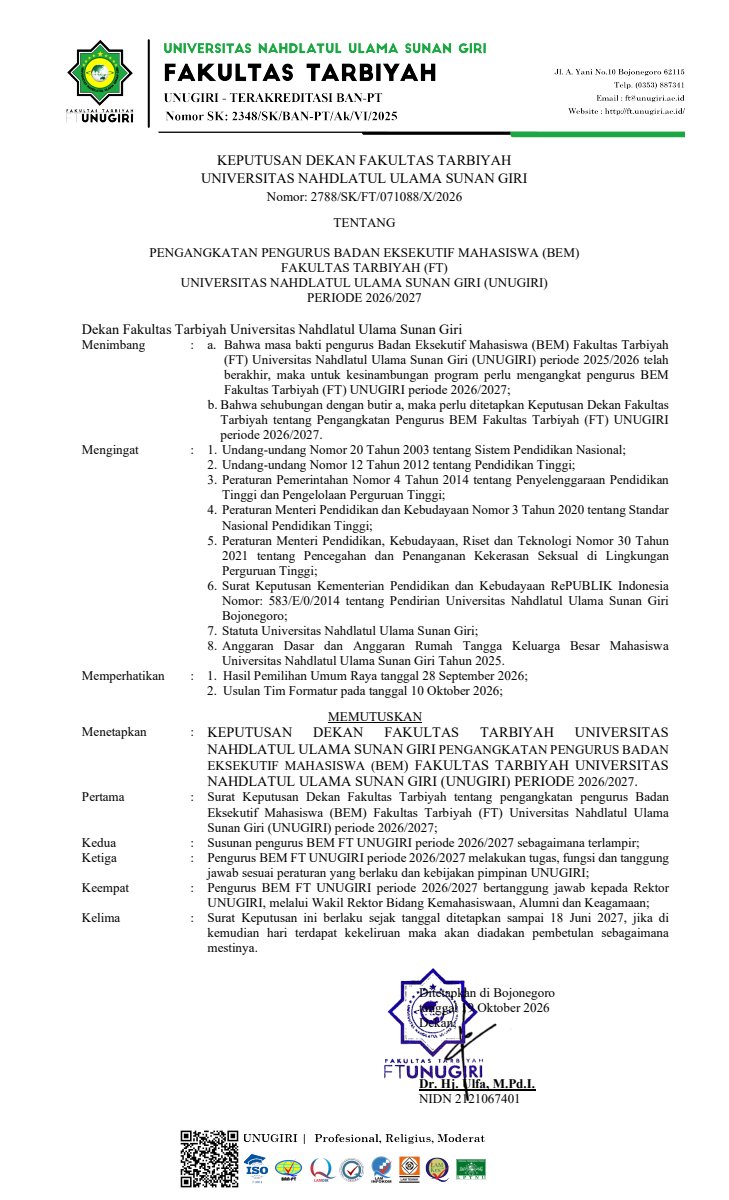 UNIVERSITAS NAHDLATUL ULAMA SUNAN GIRI
FAKULTAS TARBIYAH
UNUGIRI - TERAKREDITASI BAN-PT
Nomor SK: 2348/SK/BAN-PT/Ak/VI/2025
FAKULTAS TARBIYAH
UNUGIRI
Jl. A. Yani No.10 Bojonegoro 62115
Telp. (0353) 887341
Email : ft@unugiri.ac.id
Website : http://ft.unugiri.ac.id/
KEPUTUSAN DEKAN FAKULTAS TARBIYAH
UNIVERSITAS NAHDLATUL ULAMA SUNAN GIRI
Nomor: 2788/SK/FT/071088/X/2026
TENTANG
PENGANGKATAN PENGURUS BADAN EKSEKUTIF MAHASISWA (BEM)
FAKULTAS TARBIYAH (FT)
UNIVERSITAS NAHDLATUL ULAMA SUNAN GIRI (UNUGIRI)
PERIODE 2026/2027
Dekan Fakultas Tarbiyah Universitas Nahdlatul Ulama Sunan Giri
Menimbang : a. Bahwa masa bakti pengurus Badan Eksekutif Mahasiswa (BEM) Fakultas Tarbiyah
(FT) Universitas Nahdlatul Ulama Sunan Giri (UNUGIRI) periode 2025/2026 telah
berakhir, maka untuk kesinambungan program perlu mengangkat pengurus BEM
Fakultas Tarbiyah (FT) UNUGIRI periode 2026/2027;
b. Bahwa sehubungan dengan butir a, maka perlu ditetapkan Keputusan Dekan Fakultas
Tarbiyah tentang Pengangkatan Pengurus BEM Fakultas Tarbiyah (FT) UNUGIRI
periode 2026/2027.
Mengingat : 1. Undang-undang Nomor 20 Tahun 2003 tentang Sistem Pendidikan Nasional;
2. Undang-undang Nomor 12 Tahun 2012 tentang Pendidikan Tinggi;
3. Peraturan Pemerintahan Nomor 4 Tahun 2014 tentang Penyelenggaraan Pendidikan
Tinggi dan Pengelolaan Perguruan Tinggi;
4. Peraturan Menteri Pendidikan dan Kebudayaan Nomor 3 Tahun 2020 tentang Standar
Nasional Pendidikan Tinggi;
5. Peraturan Menteri Pendidikan, Kebudayaan, Riset dan Teknologi Nomor 30 Tahun
2021 tentang Pencegahan dan Penanganan Kekerasan Seksual di Lingkungan
Perguruan Tinggi;
6. Surat Keputusan Kementerian Pendidikan dan Kebudayaan RePUBLIK Indonesia
Nomor: 583/E/0/2014 tentang Pendirian Universitas Nahdlatul Ulama Sunan Giri
Bojonegoro;
7. Statuta Universitas Nahdlatul Ulama Sunan Giri;
8. Anggaran Dasar dan Anggaran Rumah Tangga Keluarga Besar Mahasiswa
Universitas Nahdlatul Ulama Sunan Giri Tahun 2025.
Memperhatikan : 1. Hasil Pemilihan Umum Raya tanggal 28 September 2026;
2. Usulan Tim Formatur pada tanggal 10 Oktober 2026;
MEMUTUSKAN
Menetapkan : KEPUTUSAN DEKAN FAKULTAS TARBIYAH UNIVERSITAS
NAHDLATUL ULAMA SUNAN GIRI PENGANGKATAN PENGURUS BADAN
EKSEKUTIF MAHASISWA (BEM) FAKULTAS TARBIYAH UNIVERSITAS
NAHDLATUL ULAMA SUNAN GIRI (UNUGIRI) PERIODE 2026/2027.
Pertama : Surat Keputusan Dekan Fakultas Tarbiyah tentang pengangkatan pengurus Badan
Eksekutif Mahasiswa (BEM) Fakultas Tarbiyah (FT) Universitas Nahdlatul Ulama
Sunan Giri (UNUGIRI) periode 2026/2027;
Kedua : Susunan pengurus BEM FT UNUGIRI periode 2026/2027 sebagaimana terlampir;
Ketiga : Pengurus BEM FT UNUGIRI periode 2026/2027 melakukan tugas, fungsi dan tanggung
jawab sesuai peraturan yang berlaku dan kebijakan pimpinan UNUGIRI;
Keempat : Pengurus BEM FT UNUGIRI periode 2026/2027 bertanggung jawab kepada Rektor
UNUGIRI, melalui Wakil Rektor Bidang Kemahasiswaan, Alumni dan Keagamaan;
Kelima : Surat Keputusan ini berlaku sejak tanggal ditetapkan sampai 18 Juni 2027, jika di
kemudian hari terdapat kekeliruan maka akan diadakan pembetulan sebagaimana
mestinya.
Ditetapkan di Bojonegoro
tanggal 19 Oktober 2026
Dekan,
FAKULTAS TARBIYAH
FTUNUGIRI
Dr. Hj. Ulfa, M.Pd.I.
NIDN 2121067401
UNUGIRI | Profesional, Religius, Moderat
ISO
BAN-PT